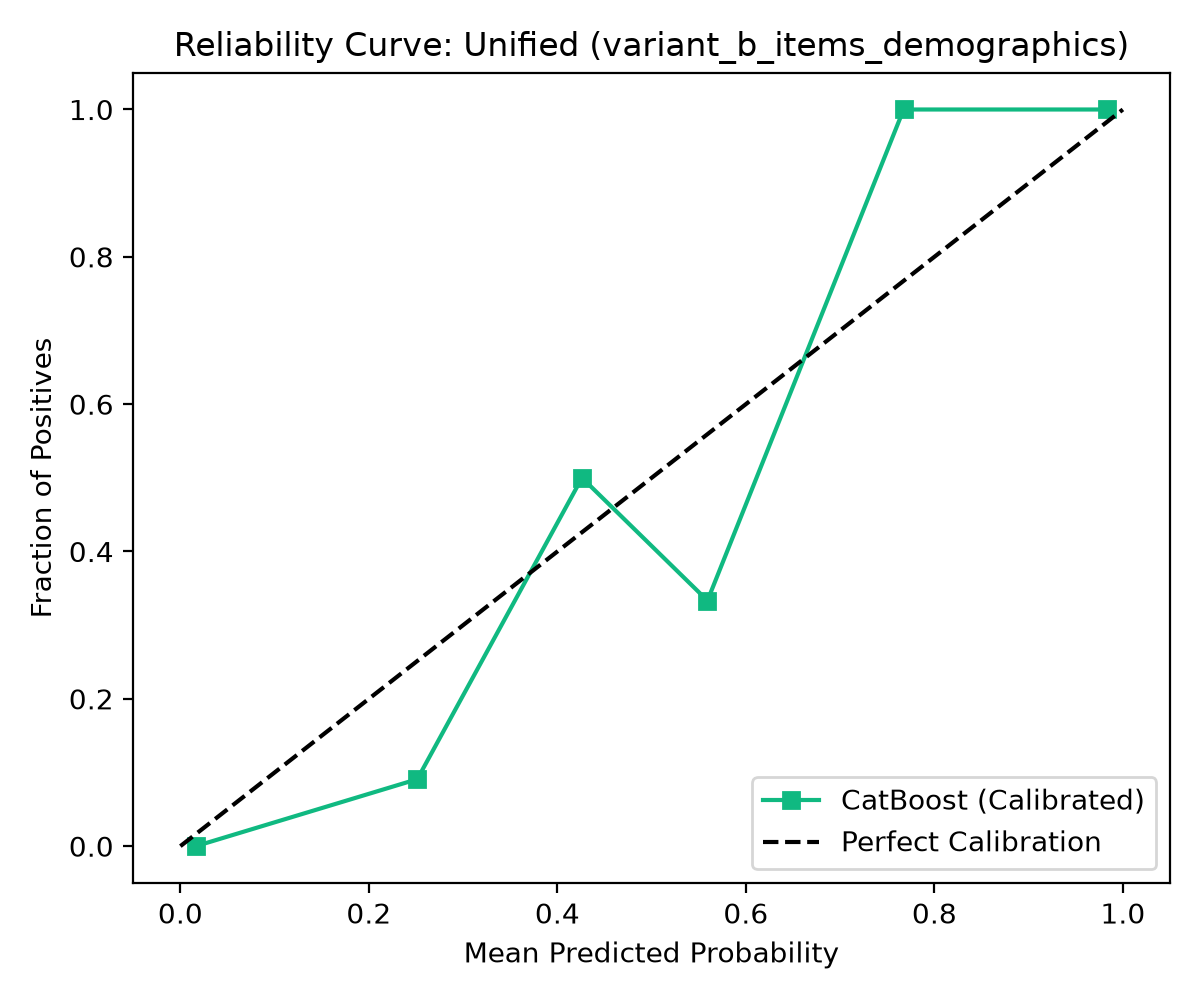 Reliability Curve: Unified (variant_b_items_demographics)
Fraction of Positives
1.0
0.8
0.6
0.4
0.2
0.0
0.0 0.2 0.4 0.6 0.8 1.0
Mean Predicted Probability
CatBoost (Calibrated)
Perfect Calibration